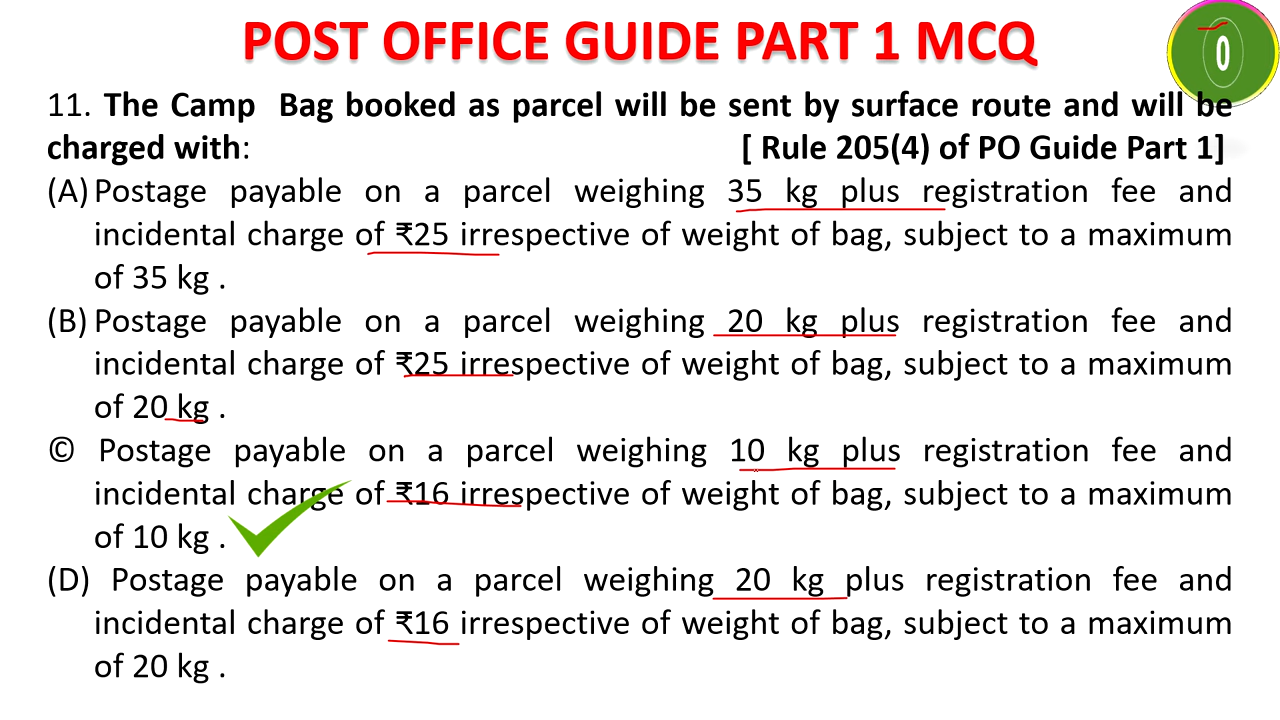 POST OFFICE GUIDE PART 1 MCQ
0
11. The Camp Bag booked as parcel will be sent by surface route and will be
charged with: [ Rule 205(4) of PO Guide Part 1]
(A) Postage payable on a parcel weighing 35 kg plus registration fee and
incidental charge of ₹25 irrespective of weight of bag, subject to a maximum
of 35 kg .
(B) Postage payable on a parcel weighing 20 kg plus registration fee and
incidental charge of ₹25 irrespective of weight of bag, subject to a maximum
of 20 kg .
© Postage payable on a parcel weighing 10 kg plus registration fee and
incidental charge of ₹16 irrespective of weight of bag, subject to a maximum
of 10 kg .
(D) Postage payable on a parcel weighing 20 kg plus registration fee and
incidental charge of ₹16 irrespective of weight of bag, subject to a maximum
of 20 kg .